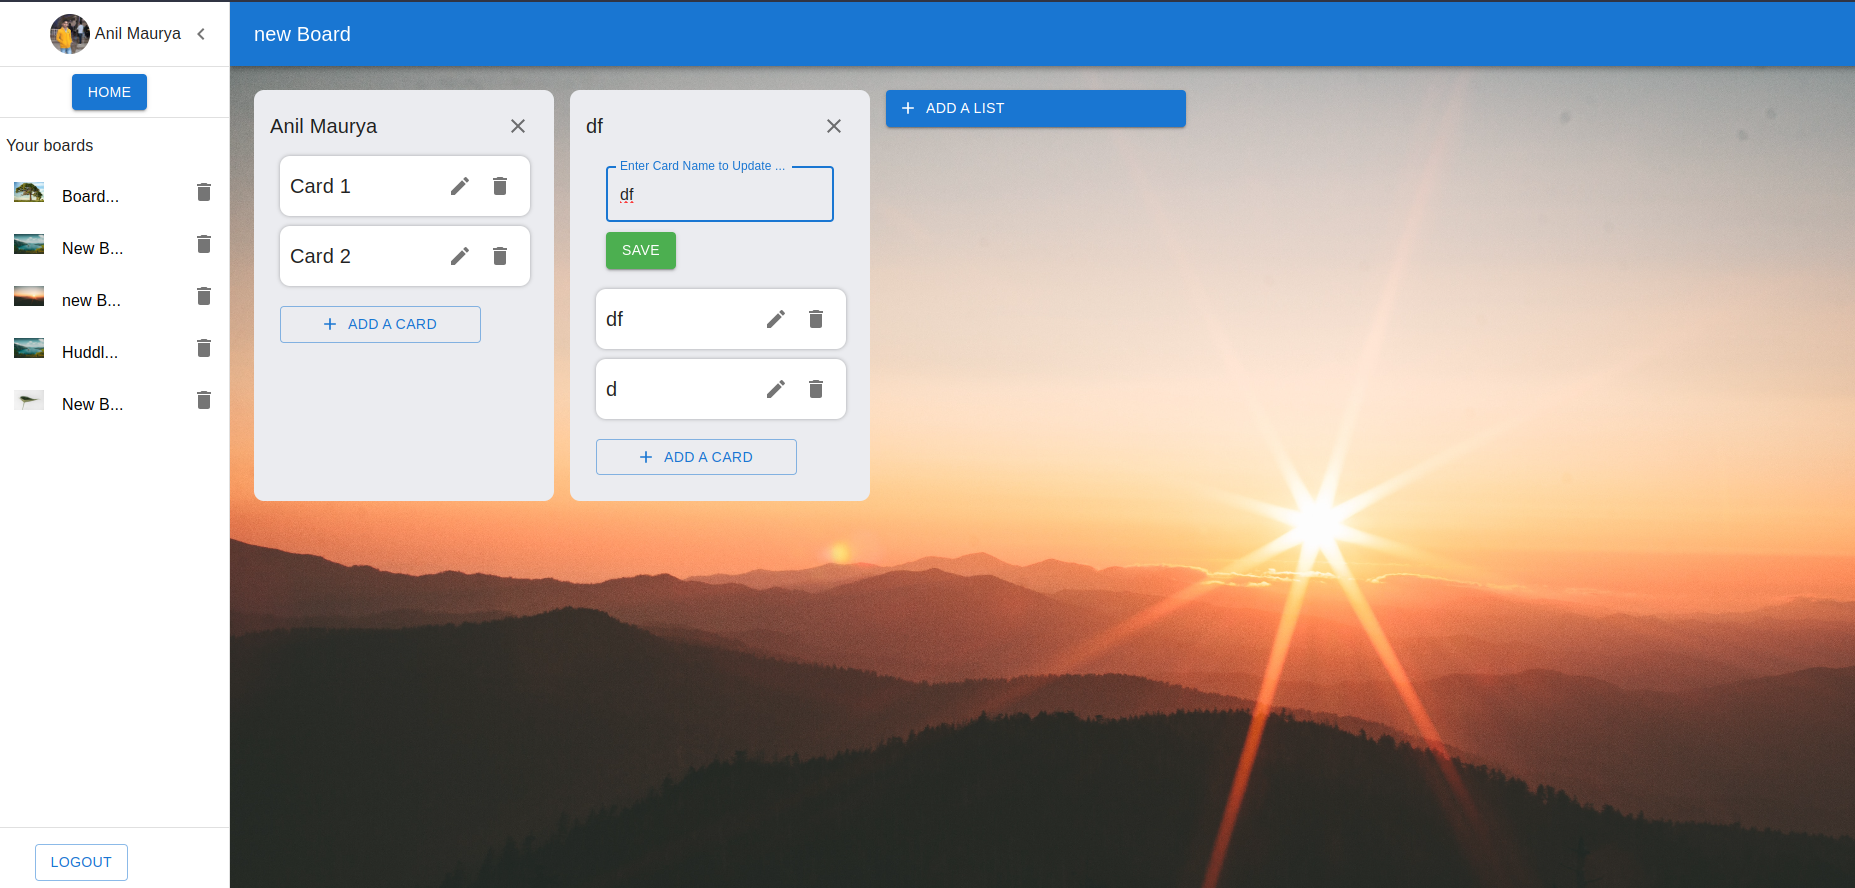 Anil Maurya
HOME
Your boards
Board...
New B...
new B...
Huddl...
New B...
LOGOUT
new Board
Anil Maurya
Card 1
Card 2
ADD A CARD
df
Enter Card Name to Update ...
df
SAVE
df
d
ADD A CARD
ADD A LIST